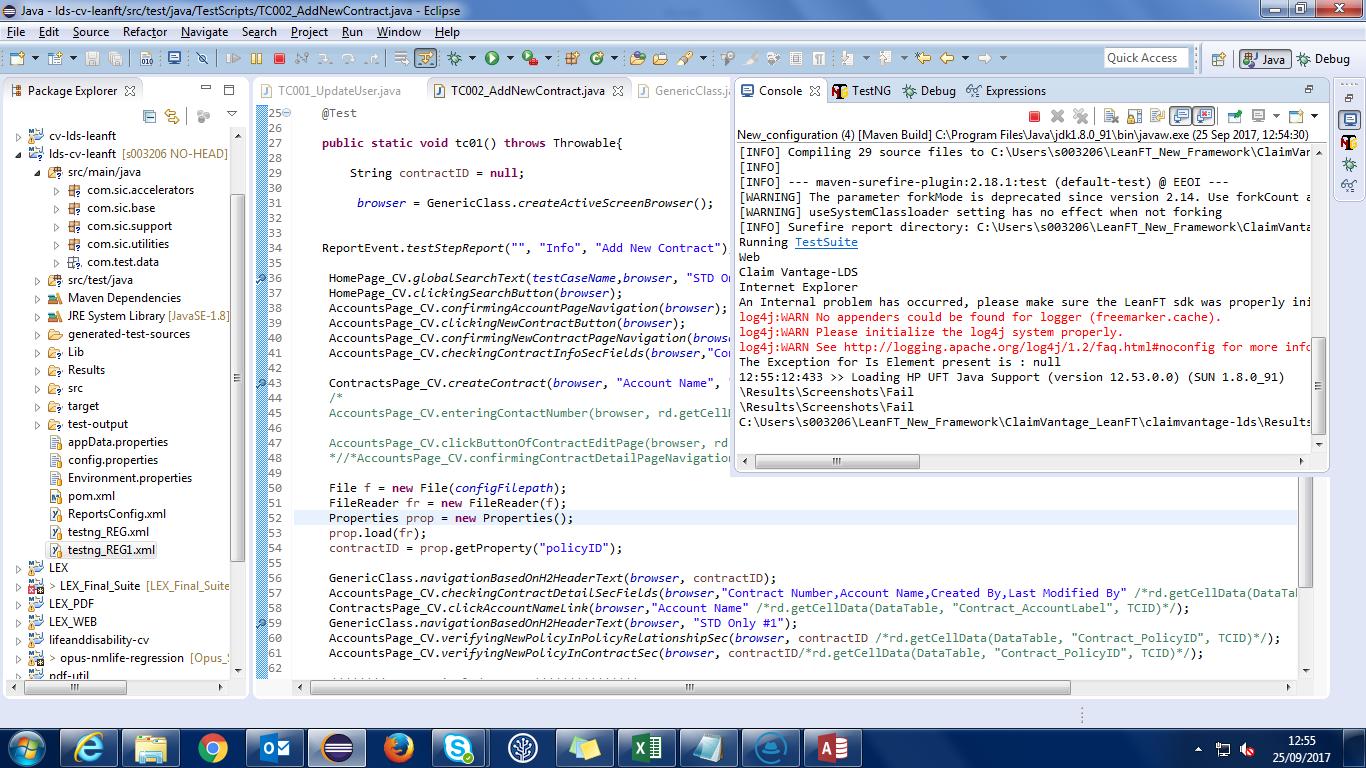 Java - lds-cv-leanft/src/test/java/TestScripts/TC002_AddNewContract.java - Eclipse
File Edit Source Refactor Navigate Search Project Run Window Help
Quick Access
Java
Debug
Package Explorer
cv-lds-leanft
lds-cv-leanft [s003206 NO-HEAD]
src/main/java
com.sic.accelerators
com.sic.base
com.sic.support
com.sic.utilities
com.test.data
src/test/java
Maven Dependencies
JRE System Library [JavaSE-1.8]
generated-test-sources
Lib
Results
src
target
test-output
appData.properties
config.properties
Environment.properties
pom.xml
ReportsConfig.xml
testng_REG.xml
testng_REG1.xml
LEX
> LEX_Final_Suite [LEX_Final_Suite
LEX_PDF
LEX_WEB
lifeanddisability-cv
> opus-nmlife-regression [Opus_S
pdf-util
TC001_UpdateUser.java
TC002_AddNewContract.java
GenericClass.j
25 @Test
26
27 public static void tc01() throws Throwable{
28
29 String contractID = null;
30
31 browser = GenericClass.createActiveScreenBrowser();
32
33
34 ReportEvent.testStepReport("", "Info", "Add New Contract")
35
36 HomePage_CV.globalSearchText(testCaseName,browser, "STD On
37 HomePage_CV.clickingSearchButton(browser);
38 AccountsPage_CV.confirmingAccountPageNavigation(browser);
39 AccountsPage_CV.clickingNewContractButton(browser);
40 AccountsPage_CV.confirmingNewContractPageNavigation(browse
41 AccountsPage_CV.checkingContractInfoSecFields(browser,"Con
42
43 ContractsPage_CV.createContract(browser, "Account Name", "
44 /*
45 AccountsPage_CV.enteringContactNumber(browser, rd.getCellD
46
47 AccountsPage_CV.clickButtonOfContractEditPage(browser, rd
48 *//*AccountsPage_CV.confirmingContractDetailPageNavigation
49
50 File f = new File(configFilepath);
51 FileReader fr = new FileReader(f);
52 Properties prop = new Properties();
53 prop.load(fr);
54 contractID = prop.getProperty("policyID");
55
56 GenericClass.navigationBasedOnH2HeaderText(browser, contractID);
57 AccountsPage_CV.checkingContractDetailSecFields(browser,"Contract Number,Account Name,Created By,Last Modified By" /*rd.getCellData(DataTa
58 ContractsPage_CV.clickAccountNameLink(browser,"Account Name" /*rd.getCellData(DataTable, "Contract_AccountLabel", TCID)*/);
59 GenericClass.navigationBasedOnH2HeaderText(browser, "STD Only #1");
60 AccountsPage_CV.verifyingNewPolicyInPolicyRelationshipSec(browser, contractID /*rd.getCellData(DataTable, "Contract_PolicyID", TCID)*/);
61 AccountsPage_CV.verifyingNewPolicyInContractSec(browser, contractID/*rd.getCellData(DataTable, "Contract_PolicyID", TCID)*/);
62
Console
TestNG
Debug
Expressions
New_configuration (4) [Maven Build] C:\Program Files\Java\jdk1.8.0_91\bin\javaw.exe (25 Sep 2017, 12:54:30)
[INFO] Compiling 29 source files to C:\Users\s003206\LeanFT_New_Framework\ClaimVan
[INFO]
[INFO] --- maven-surefire-plugin:2.18.1:test (default-test) @ EEOI ---
[WARNING] The parameter forkMode is deprecated since version 2.14. Use forkCount a
[WARNING] useSystemClassloader setting has no effect when not forking
[INFO] Surefire report directory: C:\Users\s003206\LeanFT_New_Framework\ClaimVanta
Running TestSuite
Web
Claim Vantage-LDS
Internet Explorer
An Internal problem has occurred, please make sure the LeanFT sdk was properly ini
log4j:WARN No appenders could be found for logger (freemarker.cache).
log4j:WARN Please initialize the log4j system properly.
log4j:WARN See http://logging.apache.org/log4j/1.2/faq.html#noconfig for more info
The Exception for Is Element present is : null
12:55:12:433 >> Loading HP UFT Java Support (version 12.53.0.0) (SUN 1.8.0_91)
\Results\Screenshots\Fail
\Results\Screenshots\Fail
C:\Users\s003206\LeanFT_New_Framework\ClaimVantage_LeanFT\claimvantage-lds\Results
12:55
25/09/2017